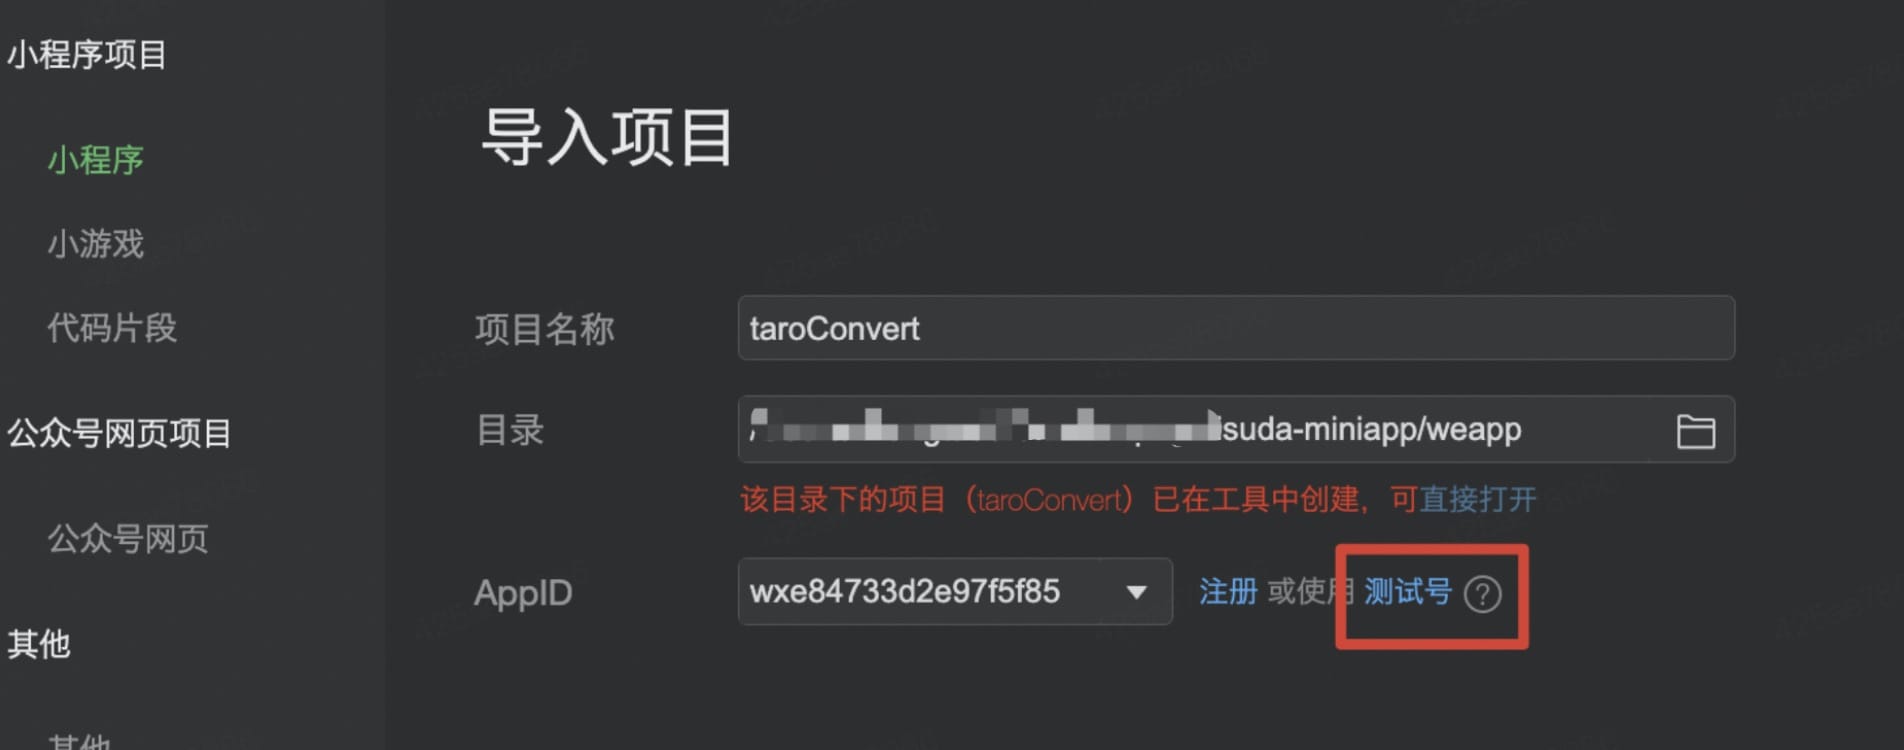 小程序项目
小程序
小游戏
代码片段
公众号网页项目
公众号网页
其他
其他
导入项目
项目名称
taroConvert
目录
suda-miniapp/weapp
该目录下的项目（taroConvert）已在工具中创建，可直接打开
AppID
wxe84733d2e97f5f85
注册 或使用 测试号 ?